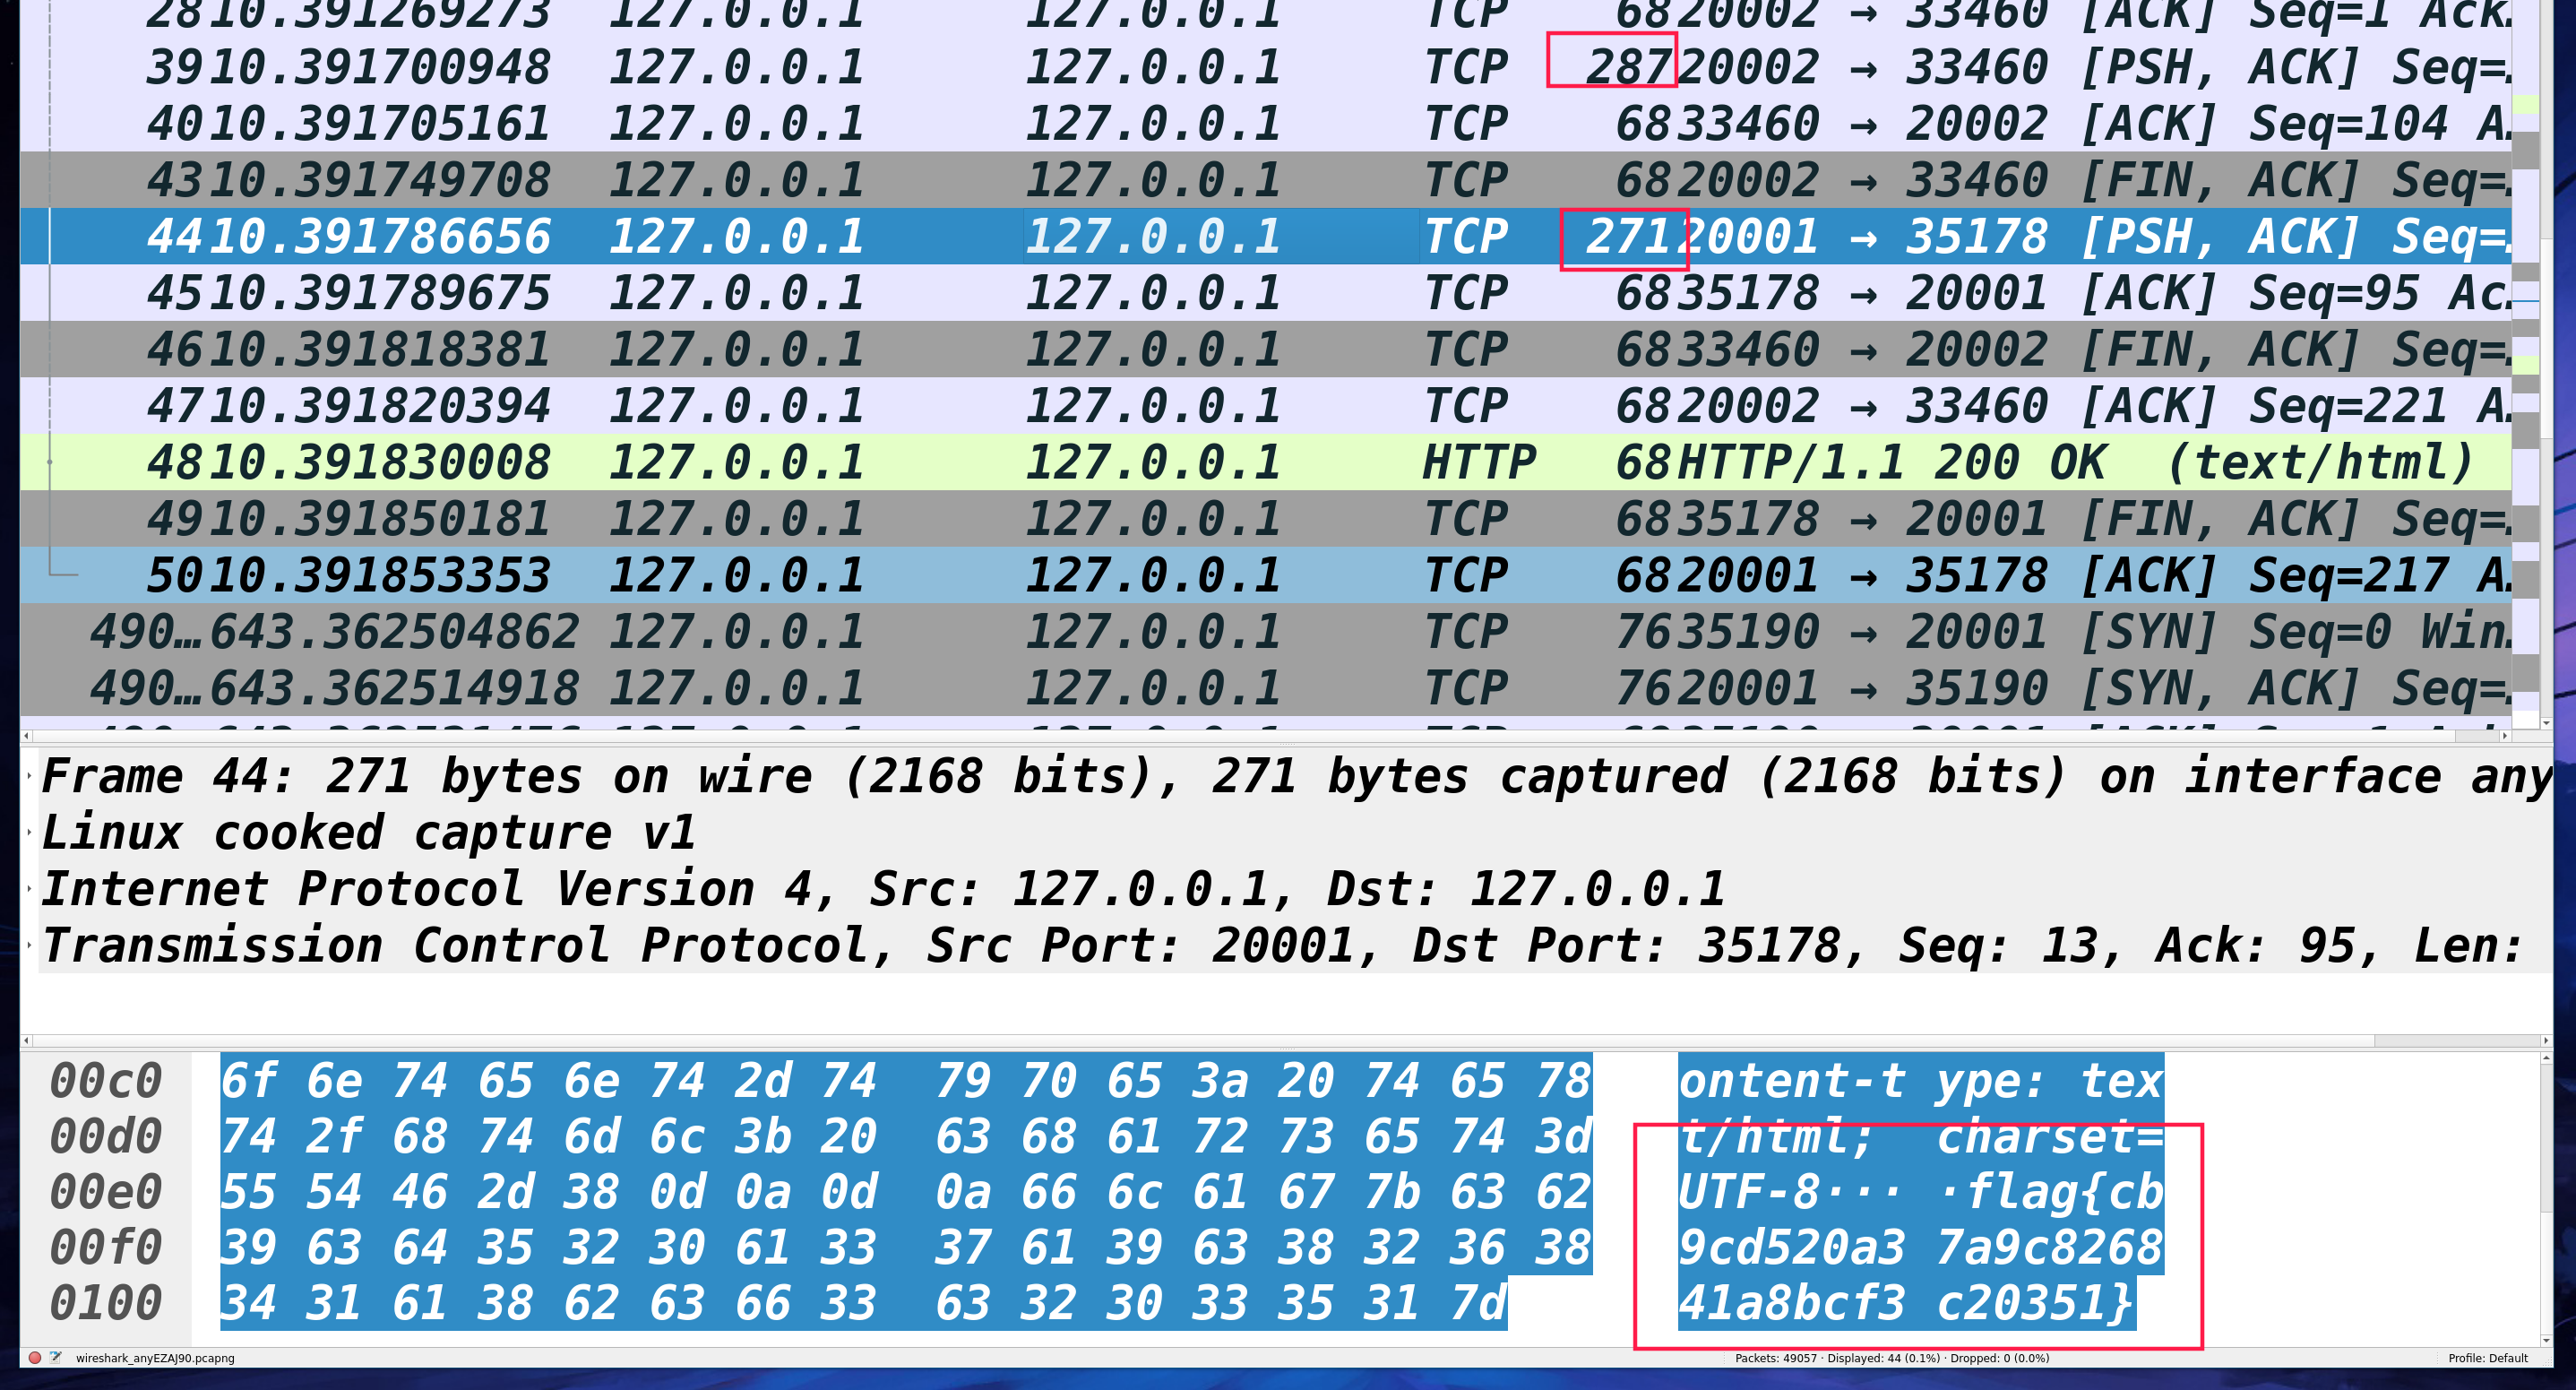 28 10.391269273 127.0.0.1 127.0.0.1 TCP 68 20002 → 33460 [ACK] Seq=1 Ack…
39 10.391700948 127.0.0.1 127.0.0.1 TCP 287 20002 → 33460 [PSH, ACK] Seq=…
40 10.391705161 127.0.0.1 127.0.0.1 TCP 68 33460 → 20002 [ACK] Seq=104 A…
43 10.391749708 127.0.0.1 127.0.0.1 TCP 68 20002 → 33460 [FIN, ACK] Seq=…
44 10.391786656 127.0.0.1 127.0.0.1 TCP 271 20001 → 35178 [PSH, ACK] Seq=…
45 10.391789675 127.0.0.1 127.0.0.1 TCP 68 35178 → 20001 [ACK] Seq=95 Ac…
46 10.391818381 127.0.0.1 127.0.0.1 TCP 68 33460 → 20002 [FIN, ACK] Seq=…
47 10.391820394 127.0.0.1 127.0.0.1 TCP 68 20002 → 33460 [ACK] Seq=221 A…
48 10.391830008 127.0.0.1 127.0.0.1 HTTP 68 HTTP/1.1 200 OK (text/html)
49 10.391850181 127.0.0.1 127.0.0.1 TCP 68 35178 → 20001 [FIN, ACK] Seq=…
50 10.391853353 127.0.0.1 127.0.0.1 TCP 68 20001 → 35178 [ACK] Seq=217 A…
490… 643.362504862 127.0.0.1 127.0.0.1 TCP 76 35190 → 20001 [SYN] Seq=0 Win…
490… 643.362514918 127.0.0.1 127.0.0.1 TCP 76 20001 → 35190 [SYN, ACK] Seq=…
Frame 44: 271 bytes on wire (2168 bits), 271 bytes captured (2168 bits) on interface any
Linux cooked capture v1
Internet Protocol Version 4, Src: 127.0.0.1, Dst: 127.0.0.1
Transmission Control Protocol, Src Port: 20001, Dst Port: 35178, Seq: 13, Ack: 95, Len:
00c0 6f 6e 74 65 6e 74 2d 74 79 70 65 3a 20 74 65 78 ontent-t ype: tex
00d0 74 2f 68 74 6d 6c 3b 20 63 68 61 72 73 65 74 3d t/html; charset=
00e0 55 54 46 2d 38 0d 0a 0d 0a 66 6c 61 67 7b 63 62 UTF-8··· ·flag{cb
00f0 39 63 64 35 32 30 61 33 37 61 39 63 38 32 36 38 9cd520a3 7a9c8268
0100 34 31 61 38 62 63 66 33 63 32 30 33 35 31 7d 41a8bcf3 c20351}
wireshark_anyEZAJ90.pcapng Packets: 49057 · Displayed: 44 (0.1%) · Dropped: 0 (0.0%) Profile: Default